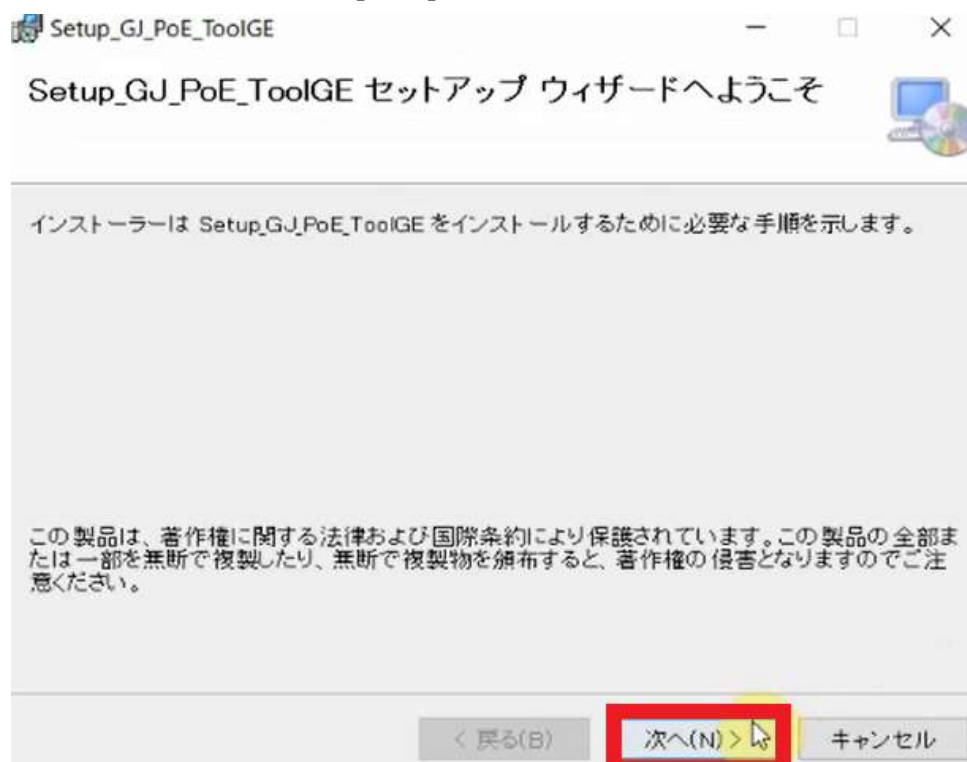 Setup_GJ_PoE_ToolGE
Setup_GJ_PoE_ToolGE セットアップ ウィザードへようこそ
インストーラーは Setup_GJ_PoE_ToolGE をインストールするために必要な手順を示します。
この製品は、著作権に関する法律および国際条約により保護されています。この製品の全部ま
たは一部を無断で複製したり、無断で複製物を頒布すると、著作権の侵害となりますのでご注
意ください。
< 戻る(B)
次へ(N) >
キャンセル